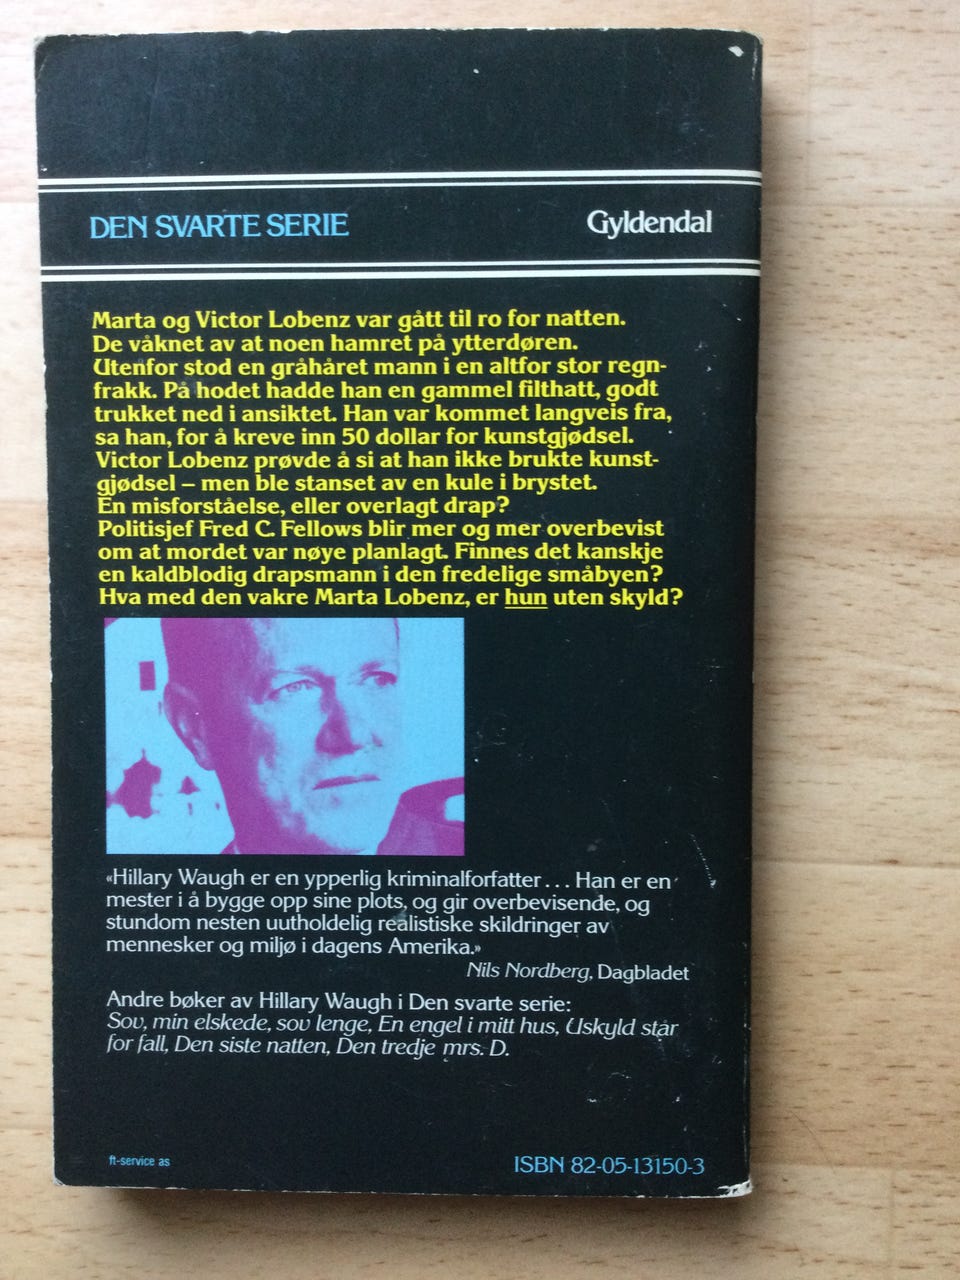 DEN SVARTE SERIE Gyldendal
Marta og Victor Lobenz var gått til ro for natten.
De våknet av at noen hamret på ytterdøren.
Utenfor stod en gråhåret mann i en altfor stor regn-
frakk. På hodet hadde han en gammel filthatt, godt
trukket ned i ansiktet. Han var kommet langveis fra,
sa han, for å kreve inn 50 dollar for kunstgjødsel.
Victor Lobenz prøvde å si at han ikke brukte kunst-
gjødsel – men ble stanset av en kule i brystet.
En misforståelse, eller overlagt drap?
Politisjef Fred C. Fellows blir mer og mer overbevist
om at mordet var nøye planlagt. Finnes det kanskje
en kaldblodig drapsmann i den fredelige småbyen?
Hva med den vakre Marta Lobenz, er hun uten skyld?
«Hillary Waugh er en ypperlig kriminalforfatter... Han er en
mester i å bygge opp sine plots, og gir overbevisende, og
stundom nesten uutholdelig realistiske skildringer av
mennesker og miljø i dagens Amerika.»
Nils Nordberg, Dagbladet
Andre bøker av Hillary Waugh i Den svarte serie:
Sov, min elskede, sov lenge, En engel i mitt hus, Uskyld står
for fall, Den siste natten, Den tredje mrs. D.
ft-service as ISBN 82-05-13150-3